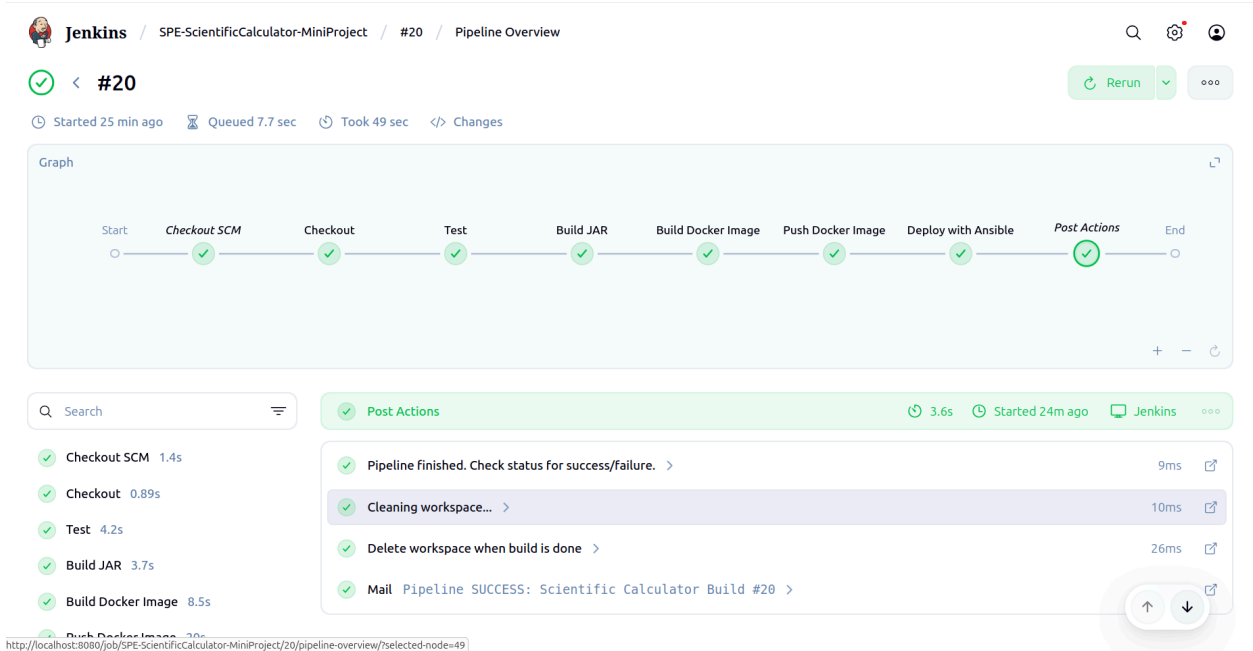 Jenkins / SPE-ScientificCalculator-MiniProject / #20 / Pipeline Overview
#20
Rerun
Started 25 min ago Queued 7.7 sec Took 49 sec </> Changes
Graph
Start Checkout SCM Checkout Test Build JAR Build Docker Image Push Docker Image Deploy with Ansible Post Actions End
Search
Post Actions 3.6s Started 24m ago Jenkins
Checkout SCM 1.4s
Pipeline finished. Check status for success/failure. 9ms
Checkout 0.89s
Cleaning workspace... 10ms
Test 4.2s
Delete workspace when build is done 26ms
Build JAR 3.7s
Mail Pipeline SUCCESS: Scientific Calculator Build #20
Build Docker Image 8.5s
Push Docker Image 20s
http://localhost:8080/job/SPE-ScientificCalculator-MiniProject/20/pipeline-overview/?selected-node=49